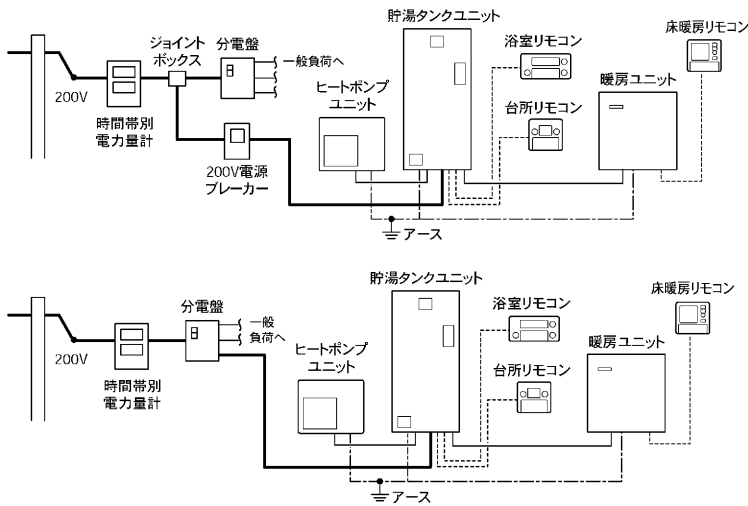 貯湯タンクユニット
床暖房リモコン
ジョイント
ボックス
分電盤
浴室リモコン
一般負荷へ
ヒートポンプ
ユニット
暖房ユニット
200V
台所リモコン
時間帯別
電力量計
200V電源
ブレーカー
アース
貯湯タンクユニット
床暖房リモコン
分電盤
浴室リモコン
一般
負荷へ
ヒートポンプ
ユニット
暖房ユニット
200V
台所リモコン
時間帯別
電力量計
アース